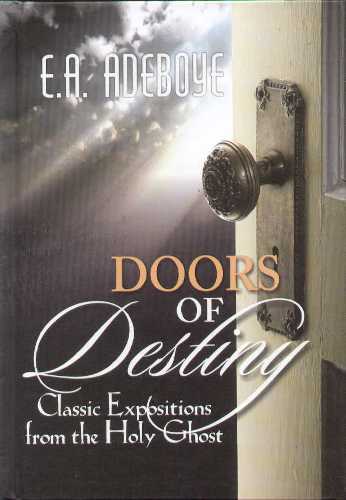 E.A. ADEBOYE
DOORS
OF
Destiny
Classic Expositions
from the Holy Ghost